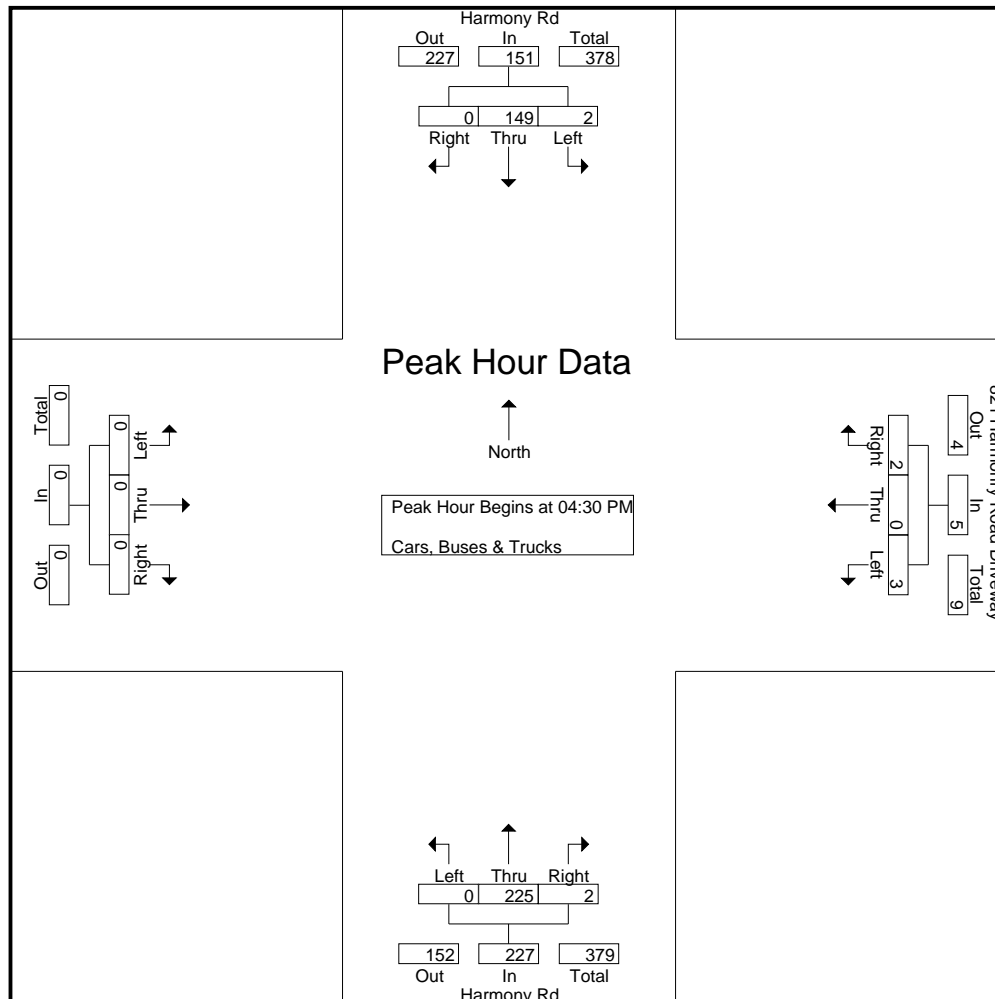 Harmony Rd
Out In Total
227 151 378
0 149 2
Right Thru Left
Peak Hour Data
North
Peak Hour Begins at 04:30 PM
Cars, Buses & Trucks
Left Thru Right
0 0 0
Total In Out
0 0 0
Harmony Road Driveway
Out In Total
4 5 9
2 0 3
Right Thru Left
Left Thru Right
0 225 2
152 227 379
Out In Total
Harmony Rd